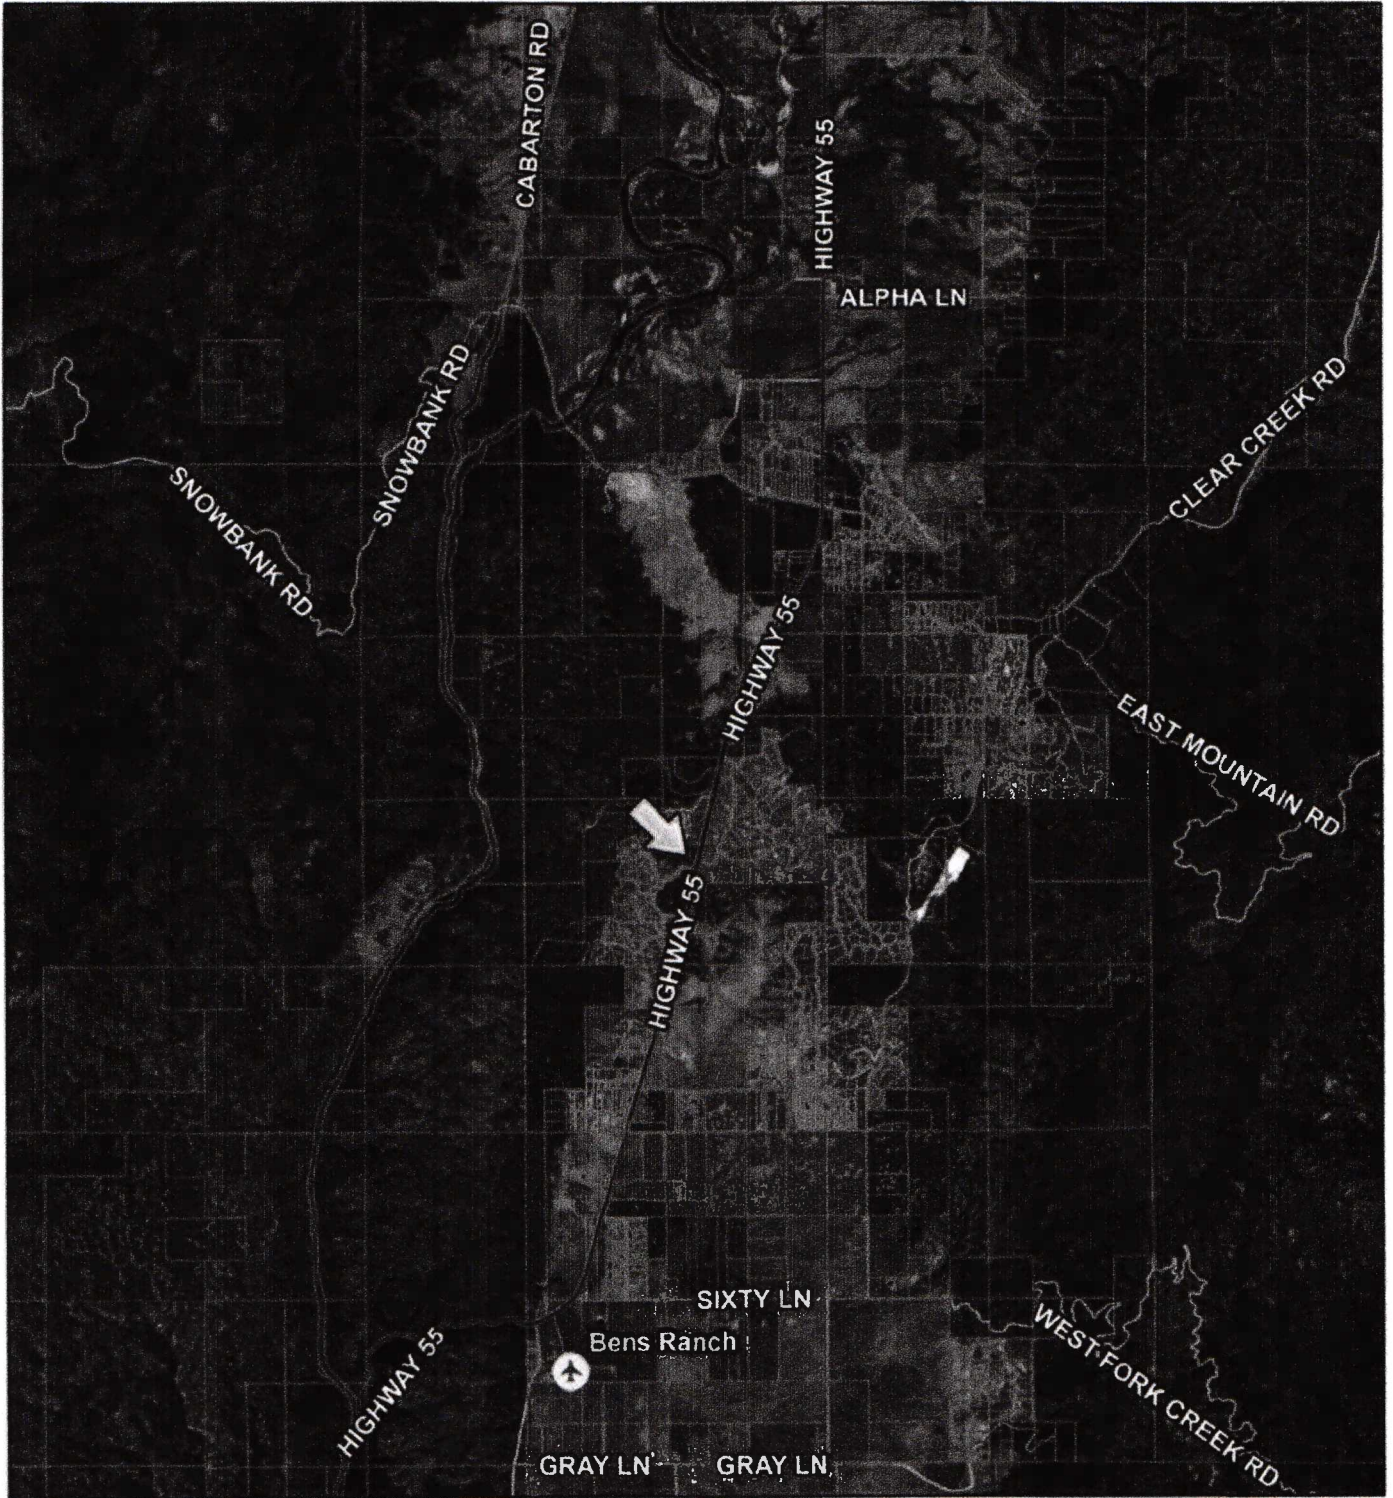 CABARTON RD
HIGHWAY 55
ALPHA LN
SNOWBANK RD
CLEAR CREEK RD
SNOWBANK RD
HIGHWAY 55
EAST MOUNTAIN RD
HIGHWAY 55
SIXTY LN
Bens Ranch
WEST FORK CREEK RD
HIGHWAY 55
GRAY LN
GRAY LN